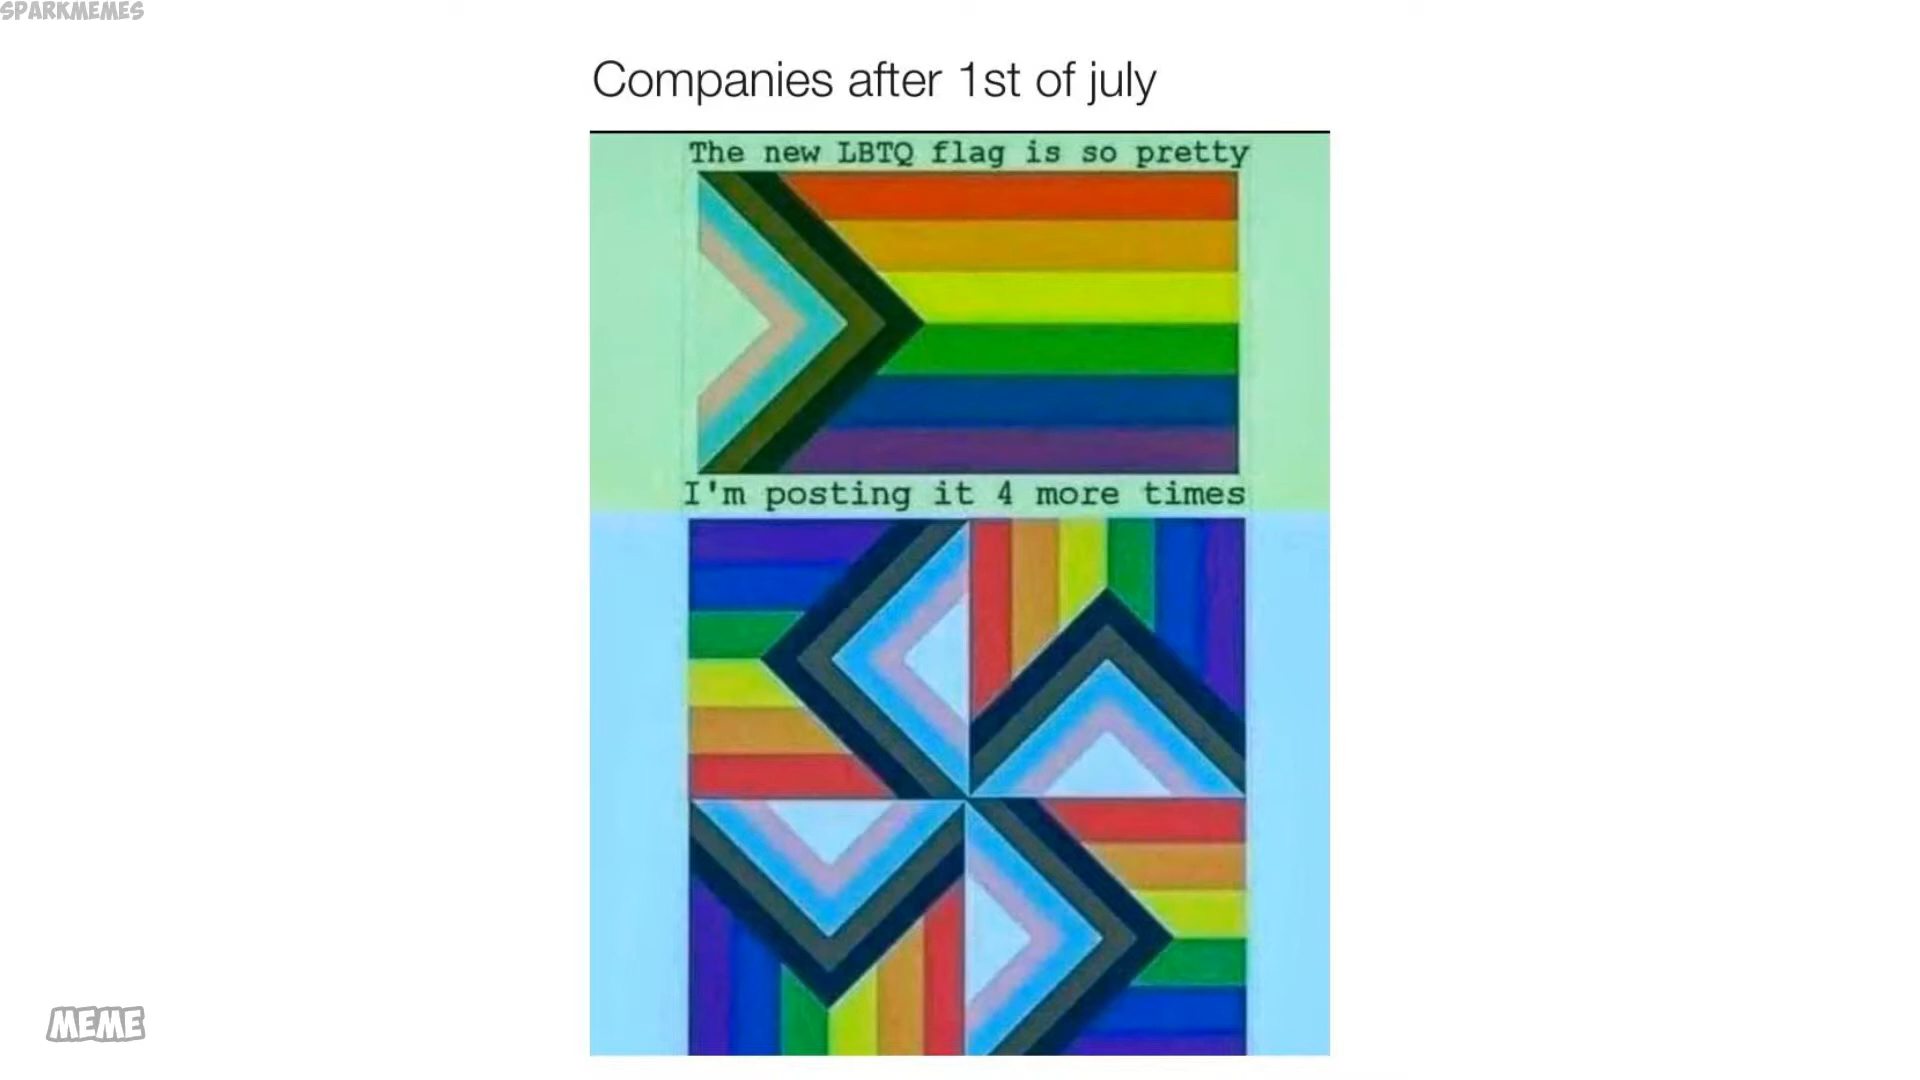 SPARKMEMES
Companies after 1st of july
The new LBTQ flag is so pretty
I'm posting it 4 more times
MEME